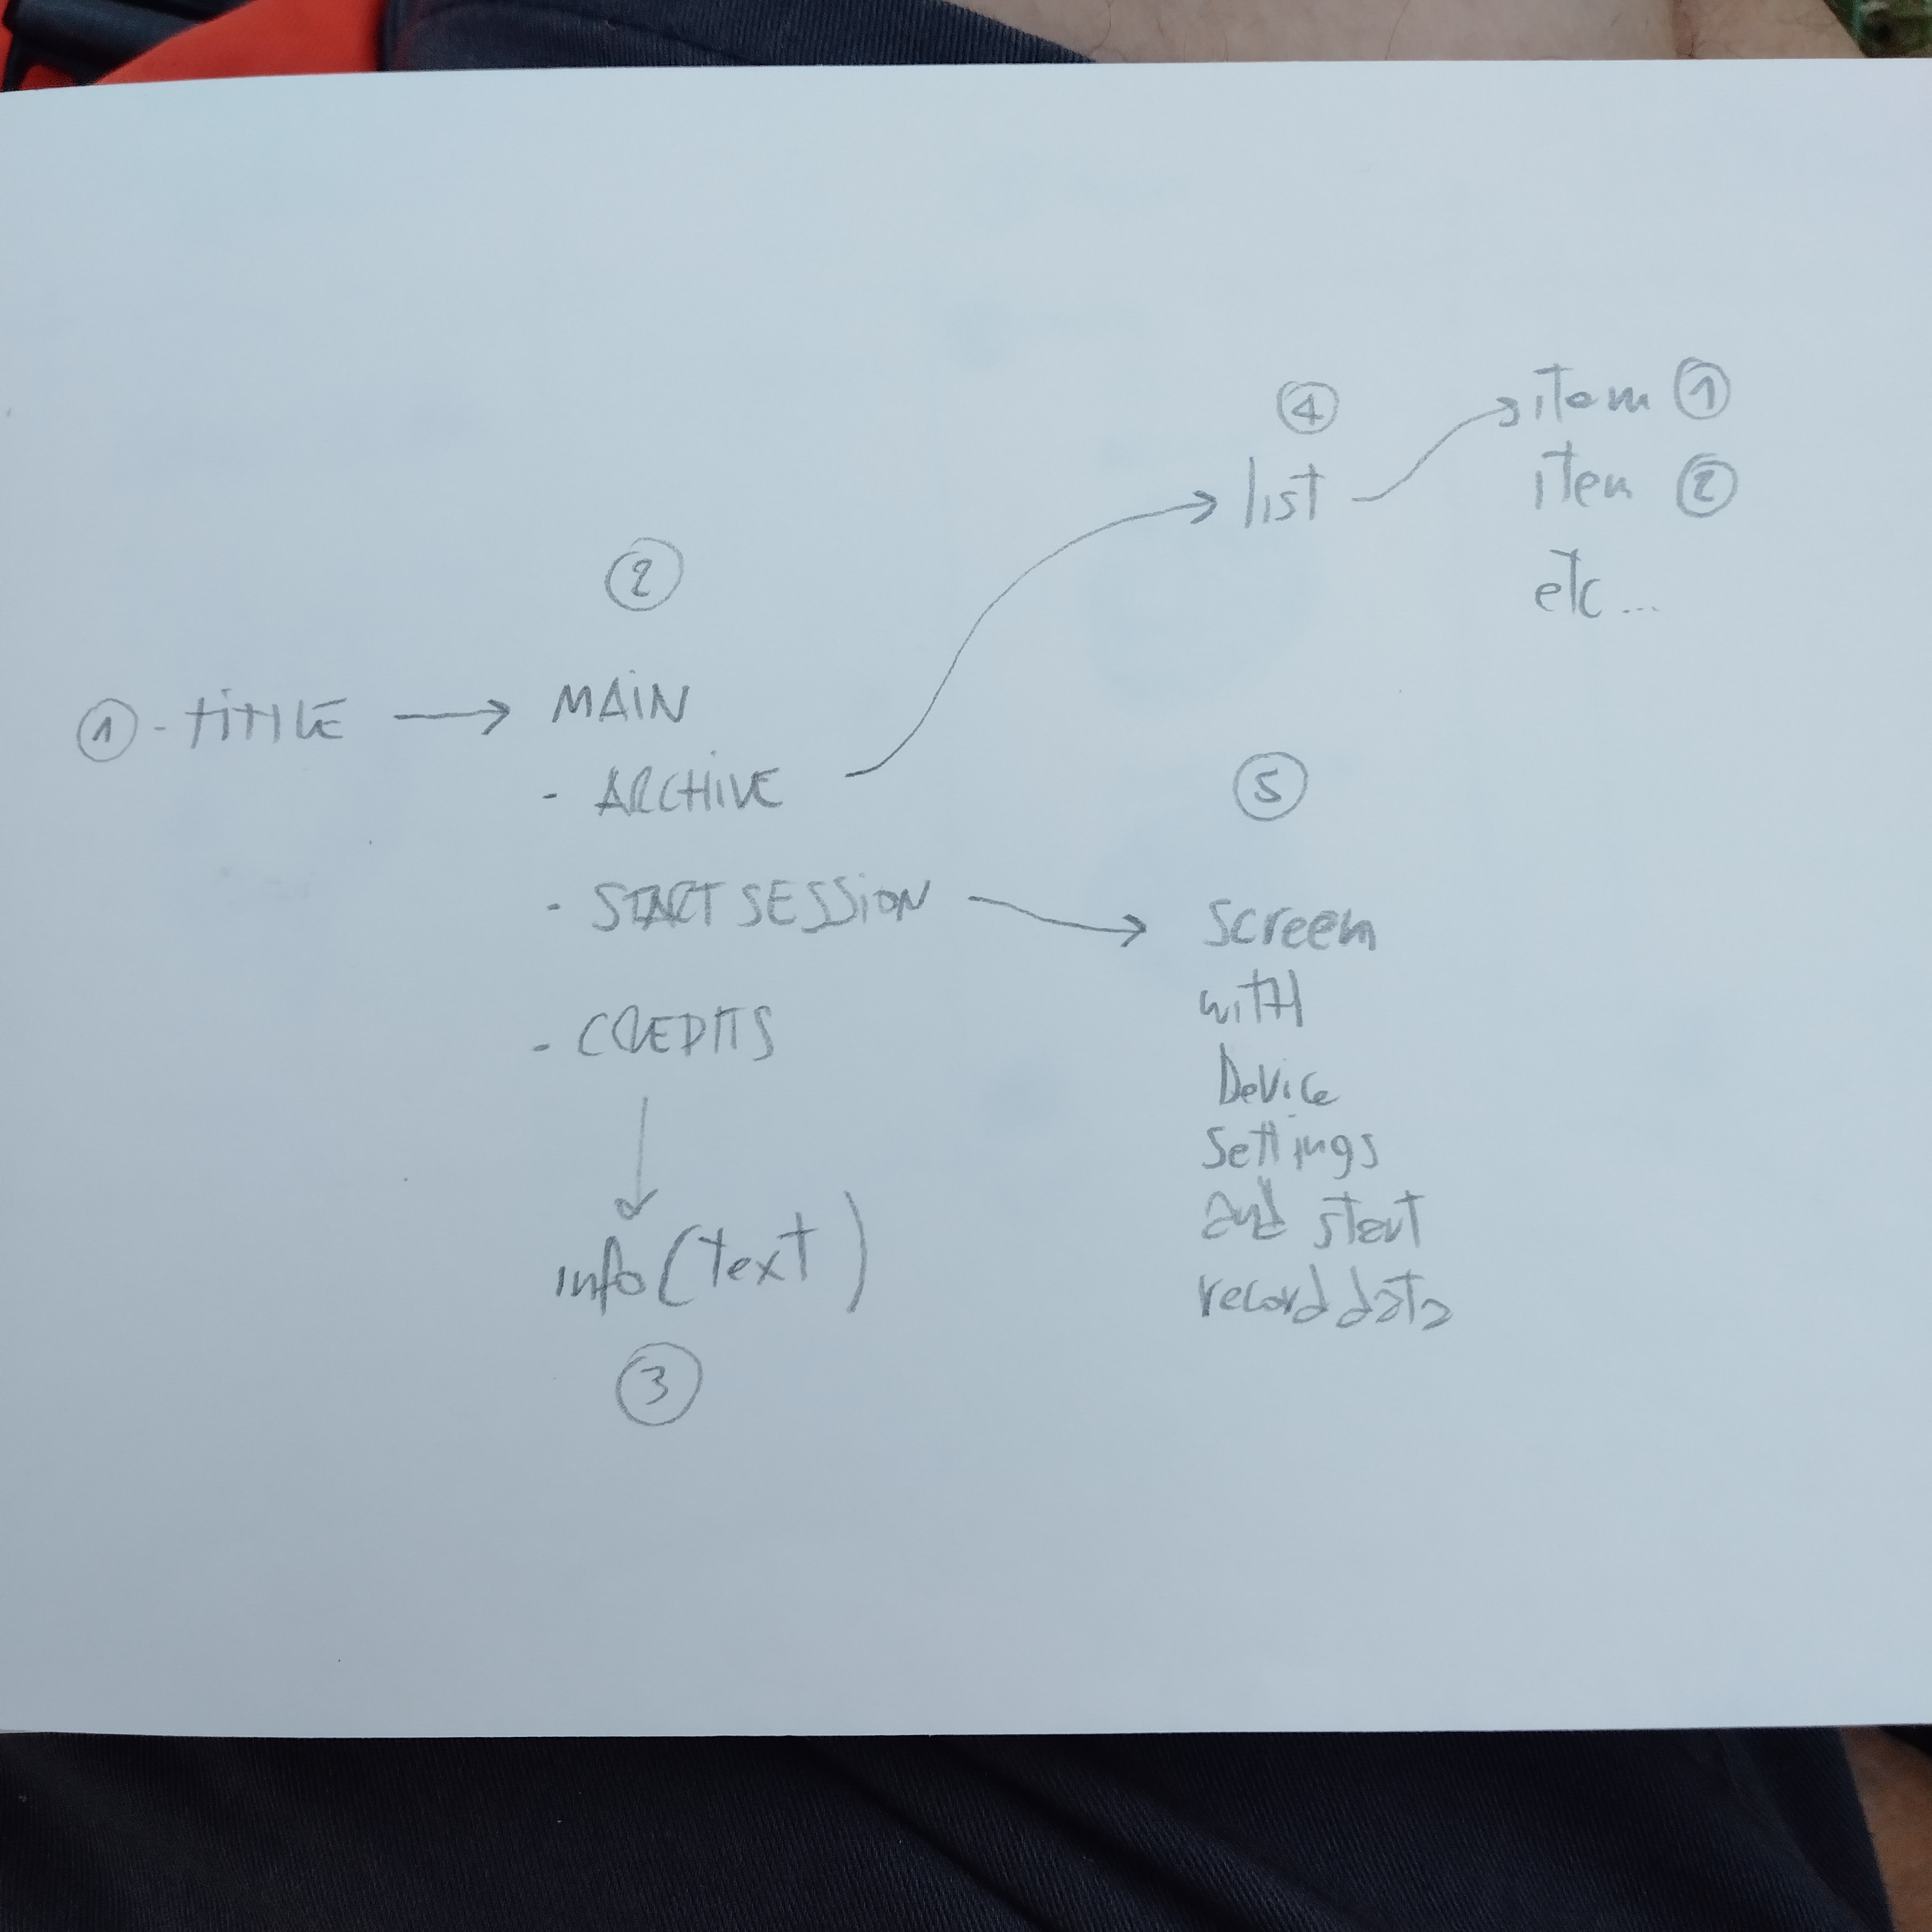 ① - TITLE → 
②
MAIN
- ARCHIVE
- START SESSION
- CREDITS
info (text)
③
④
list
item ①
item ②
etc ...
⑤
screen
with
Device
settings
and start
record data